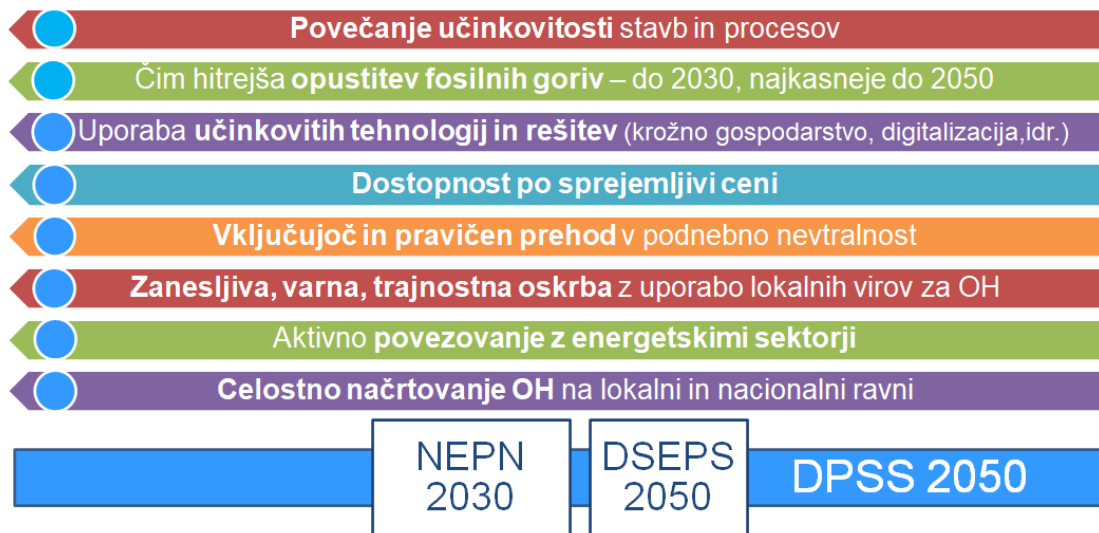 Povečanje učinkovitosti stavb in procesov
Čim hitrejša opustitev fosilnih goriv – do 2030, najkasneje do 2050
Uporaba učinkovitih tehnologij in rešitev (krožno gospodarstvo, digitalizacija,idr.)
Dostopnost po sprejemljivi ceni
Vključujoč in pravičen prehod v podnebno nevtralnost
Zanesljiva, varna, trajnostna oskrba z uporabo lokalnih virov za OH
Aktivno povezovanje z energetskimi sektorji
Celostno načrtovanje OH na lokalni in nacionalni ravni
NEPN
2030
DSEPS
2050
DPSS 2050